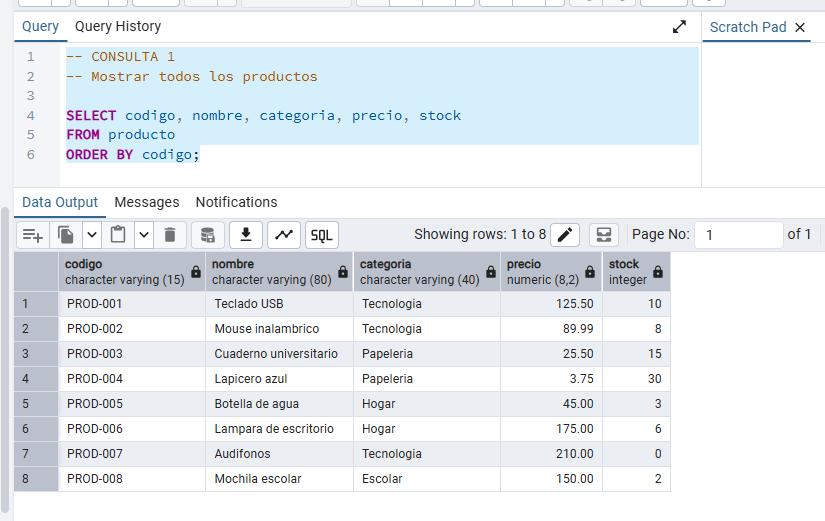 Query Query History Scratch Pad
1 -- CONSULTA 1
2 -- Mostrar todos los productos
3
4 SELECT codigo, nombre, categoria, precio, stock
5 FROM producto
6 ORDER BY codigo;
Data Output Messages Notifications
SQL Showing rows: 1 to 8 Page No: 1 of 1
codigo nombre categoria precio stock
character varying (15) character varying (80) character varying (40) numeric (8,2) integer
1 PROD-001 Teclado USB Tecnologia 125.50 10
2 PROD-002 Mouse inalambrico Tecnologia 89.99 8
3 PROD-003 Cuaderno universitario Papeleria 25.50 15
4 PROD-004 Lapicero azul Papeleria 3.75 30
5 PROD-005 Botella de agua Hogar 45.00 3
6 PROD-006 Lampara de escritorio Hogar 175.00 6
7 PROD-007 Audifonos Tecnologia 210.00 0
8 PROD-008 Mochila escolar Escolar 150.00 2